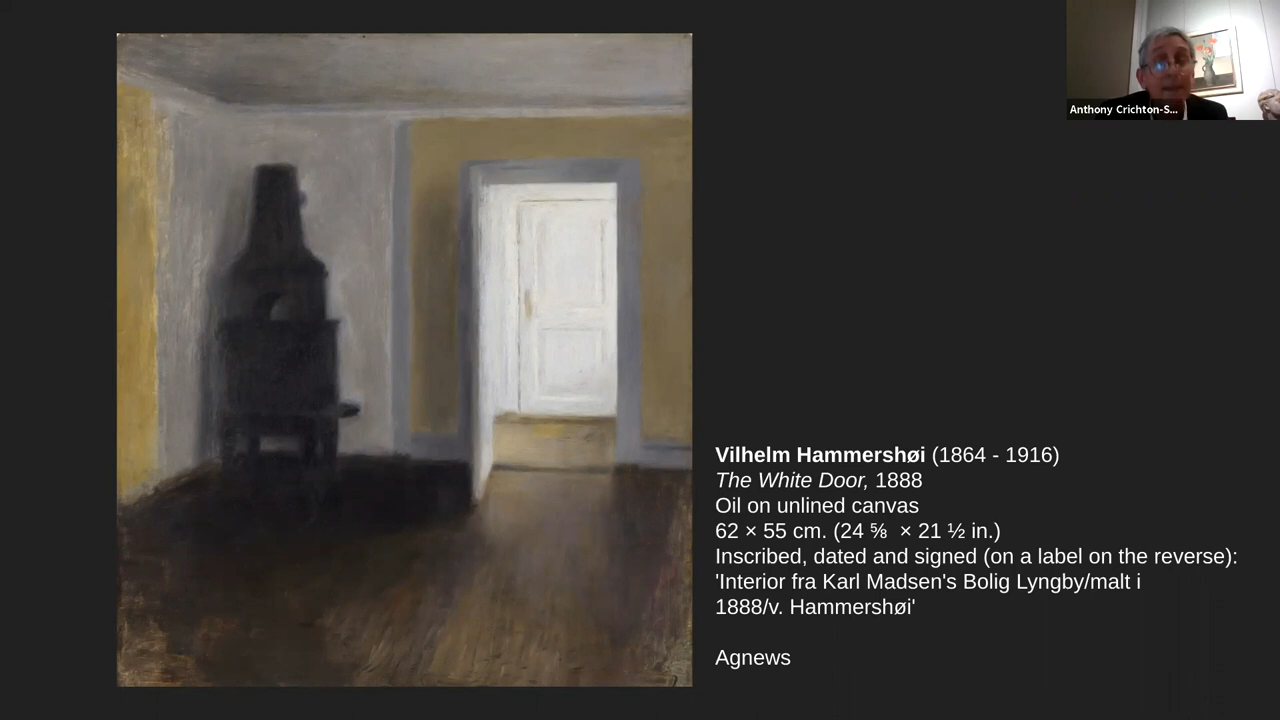 Anthony Crichton-S...
Vilhelm Hammershøi (1864 - 1916)
The White Door, 1888
Oil on unlined canvas
62 × 55 cm. (24 ⅝ × 21 ½ in.)
Inscribed, dated and signed (on a label on the reverse):
'Interior fra Karl Madsen's Bolig Lyngby/malt i
1888/v. Hammershøi'
Agnews